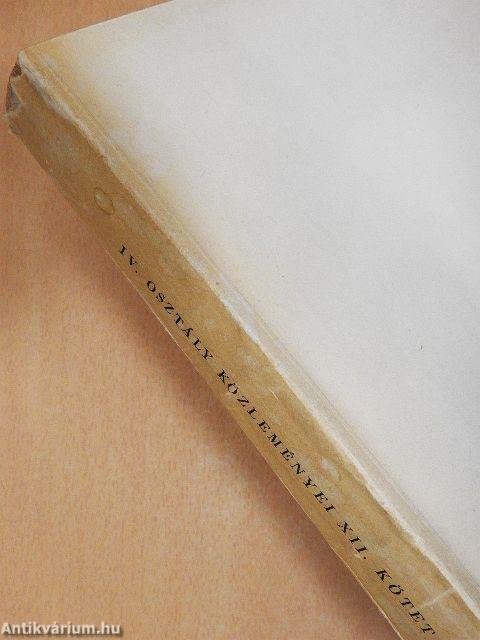 IV. OSZTÁLY KÖZLEMÉNYEI XII. KÖTET
Antikvárium.hu